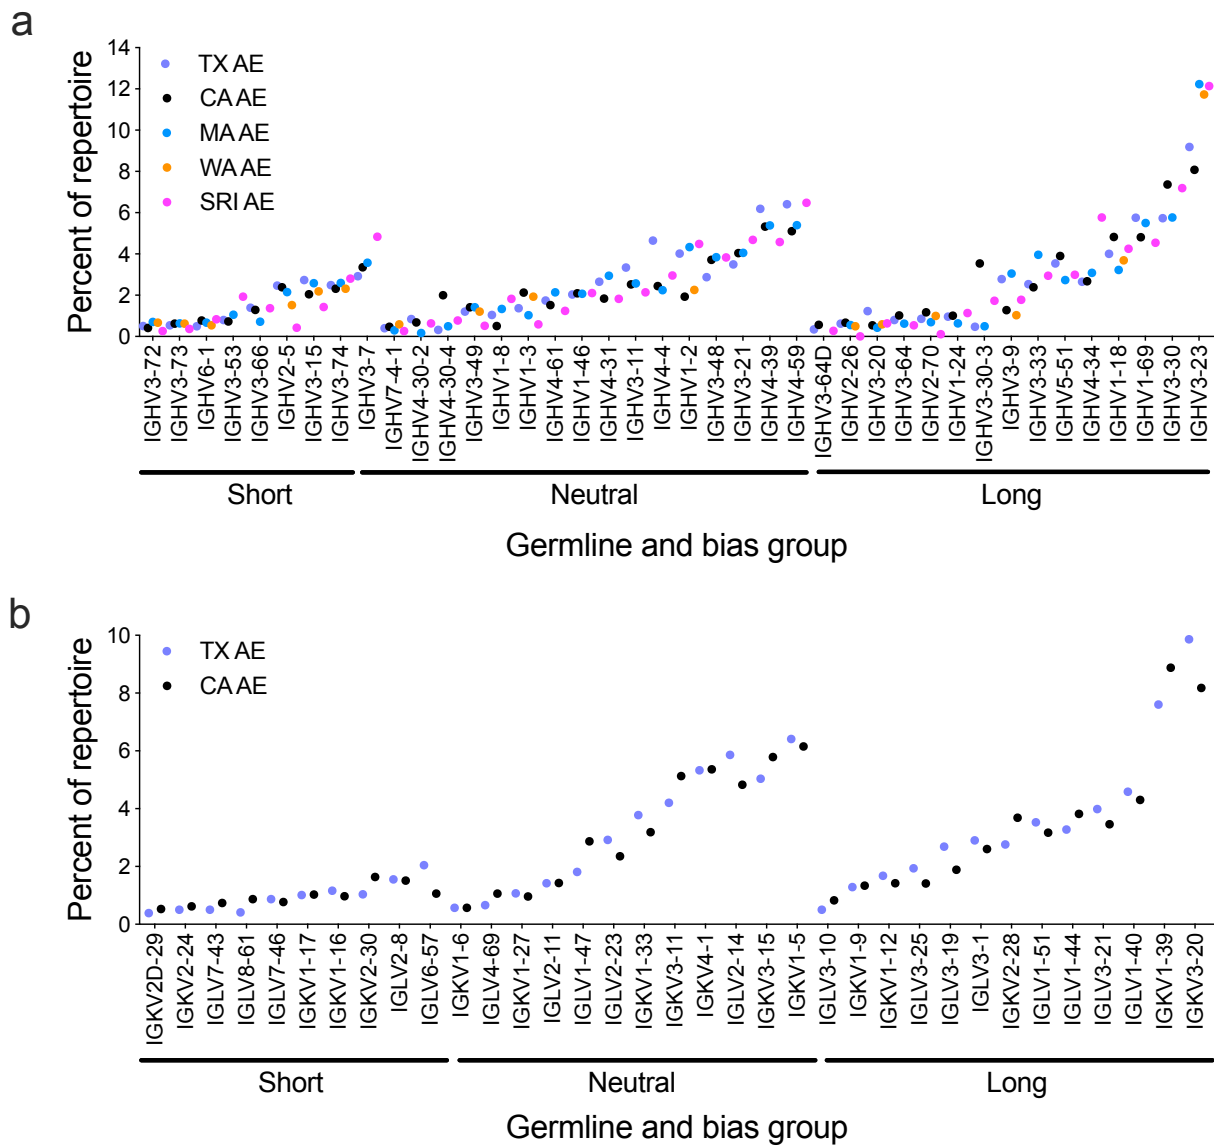 a
Percent of repertoire
14
12
10
8
6
4
2
0
TX AE
CA AE
MA AE
WA AE
SRI AE
IGHV3-72
IGHV3-73
IGHV6-1
IGHV3-53
IGHV3-66
IGHV2-5
IGHV3-15
IGHV3-74
IGHV3-7
IGHV7-4-1
IGHV4-30-2
IGHV4-30-4
IGHV3-49
IGHV1-8
IGHV1-3
IGHV4-61
IGHV1-46
IGHV4-31
IGHV3-11
IGHV4-4
IGHV1-2
IGHV3-48
IGHV3-21
IGHV4-39
IGHV4-59
IGHV3-64D
IGHV2-26
IGHV3-20
IGHV3-64
IGHV2-70
IGHV1-24
IGHV3-30-3
IGHV3-9
IGHV3-33
IGHV5-51
IGHV4-34
IGHV1-18
IGHV1-69
IGHV3-30
IGHV3-23
Short
Neutral
Long
Germline and bias group
b
Percent of repertoire
10
8
6
4
2
0
TX AE
CA AE
IGKV2D-29
IGKV2-24
IGLV7-43
IGLV8-61
IGLV7-46
IGKV1-17
IGKV1-16
IGKV2-30
IGLV2-8
IGLV6-57
IGKV1-6
IGLV4-69
IGKV1-27
IGLV2-11
IGLV1-47
IGLV2-23
IGKV1-33
IGKV3-11
IGKV4-1
IGLV2-14
IGKV3-15
IGKV1-5
IGLV3-10
IGKV1-9
IGKV1-12
IGLV3-25
IGLV3-19
IGLV3-1
IGKV2-28
IGLV1-51
IGLV1-44
IGLV3-21
IGLV1-40
IGKV1-39
IGKV3-20
Short
Neutral
Long
Germline and bias group